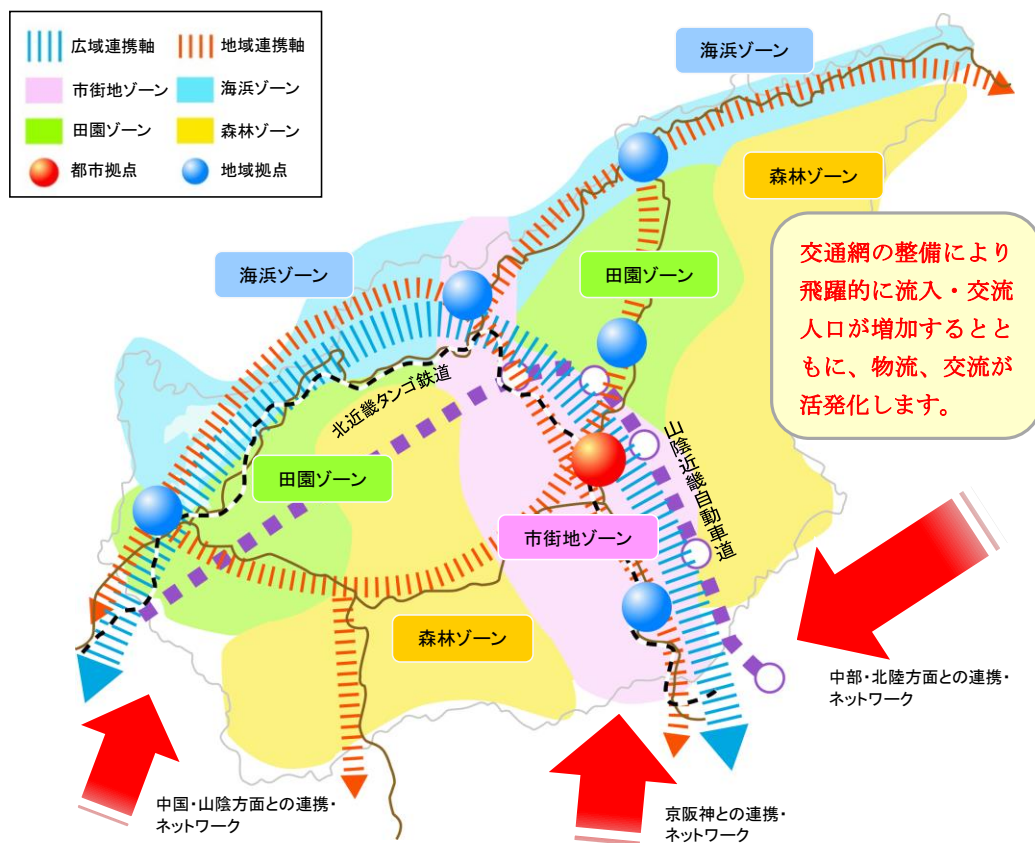 広域連携軸
地域連携軸
市街地ゾーン
海浜ゾーン
田園ゾーン
森林ゾーン
都市拠点
地域拠点
海浜ゾーン
森林ゾーン
交通網の整備により
飛躍的に流入・交流
人口が増加するとと
もに、物流、交流が
活発化します。
海浜ゾーン
田園ゾーン
北近畿タンゴ鉄道
山陰近畿自動車道
田園ゾーン
市街地ゾーン
森林ゾーン
中部・北陸方面との連携・
ネットワーク
中国・山陰方面との連携・
ネットワーク
京阪神との連携・
ネットワーク